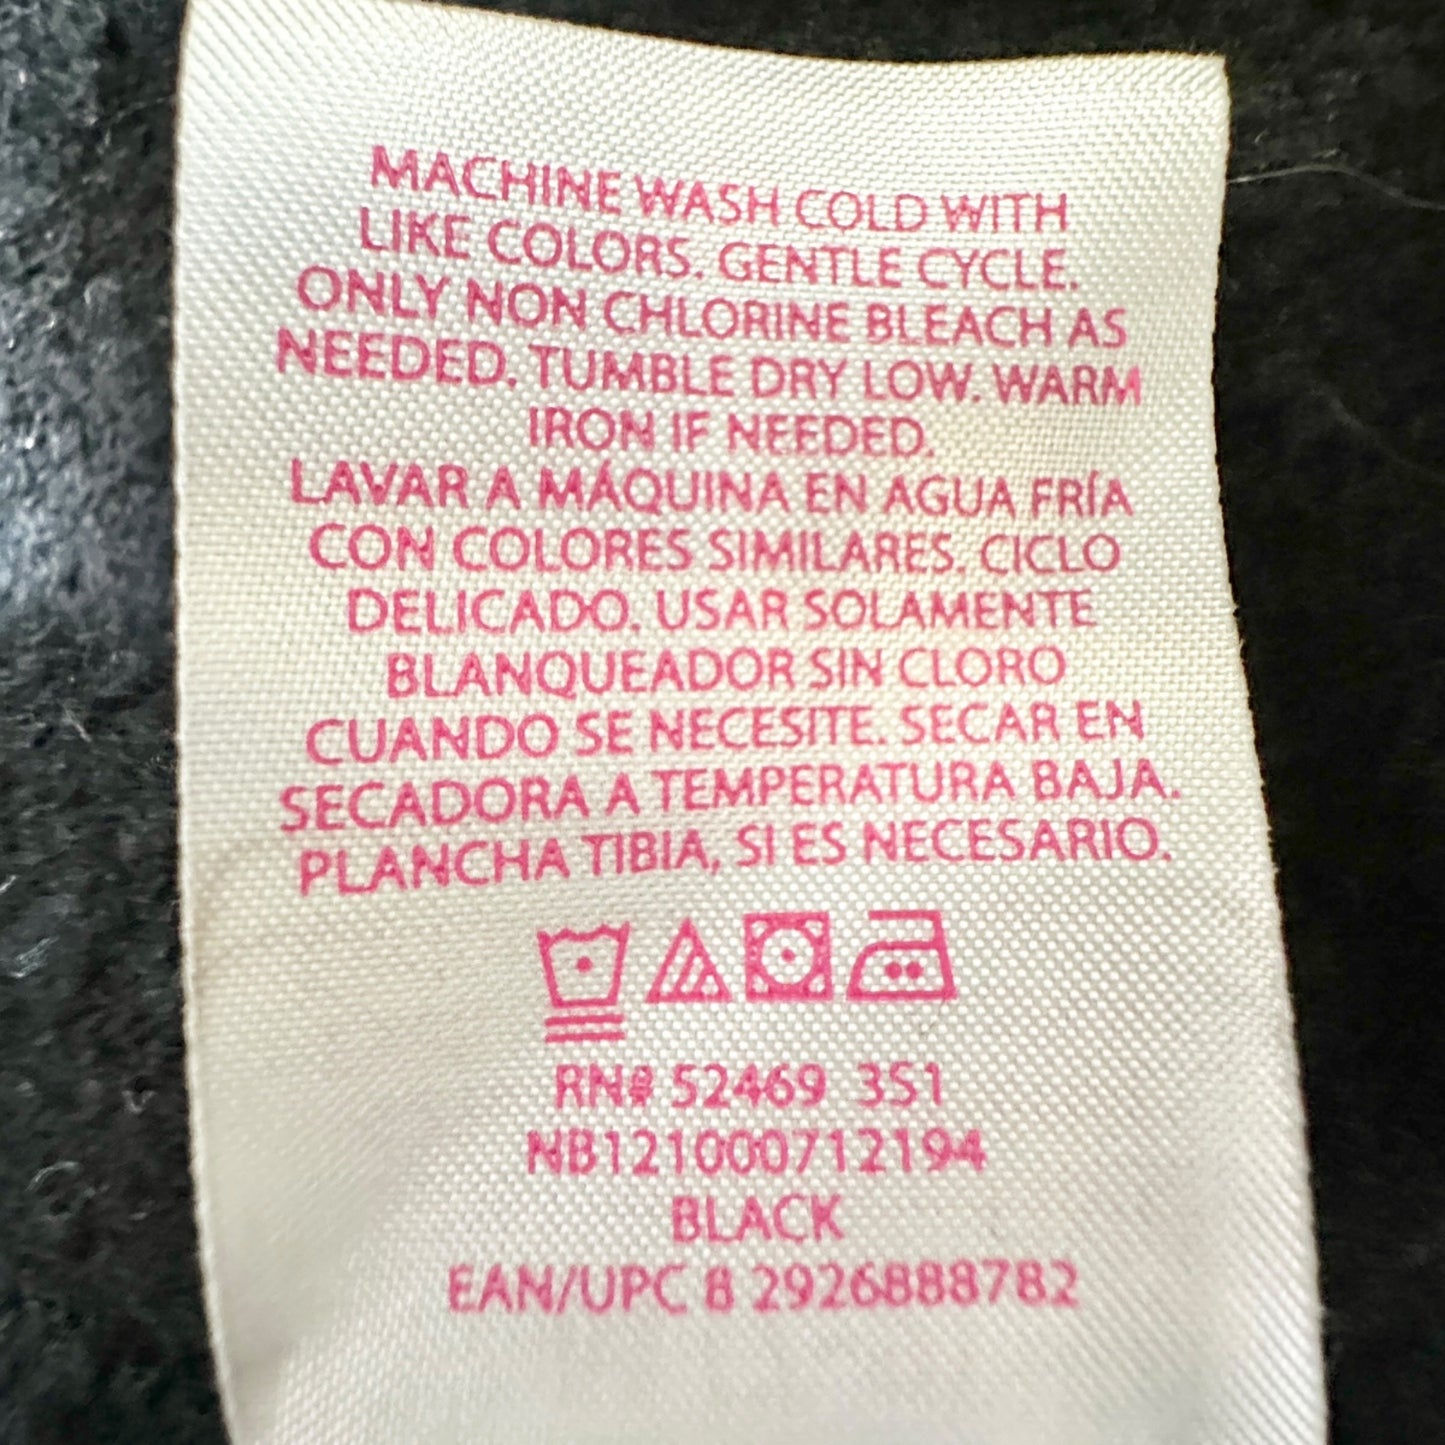 MACHINE WASH COLD WITH
LIKE COLORS. GENTLE CYCLE.
ONLY NON CHLORINE BLEACH AS
NEEDED. TUMBLE DRY LOW. WARM
IRON IF NEEDED.
LAVAR A MÁQUINA EN AGUA FRÍA
CON COLORES SIMILARES. CICLO
DELICADO. USAR SOLAMENTE
BLANQUEADOR SIN CLORO
CUANDO SE NECESITE. SECAR EN
SECADORA A TEMPERATURA BAJA.
PLANCHA TIBIA, SI ES NECESARIO.
RN# 52469 3S1
NB121000712194
BLACK
EAN/UPC 8 2926888782